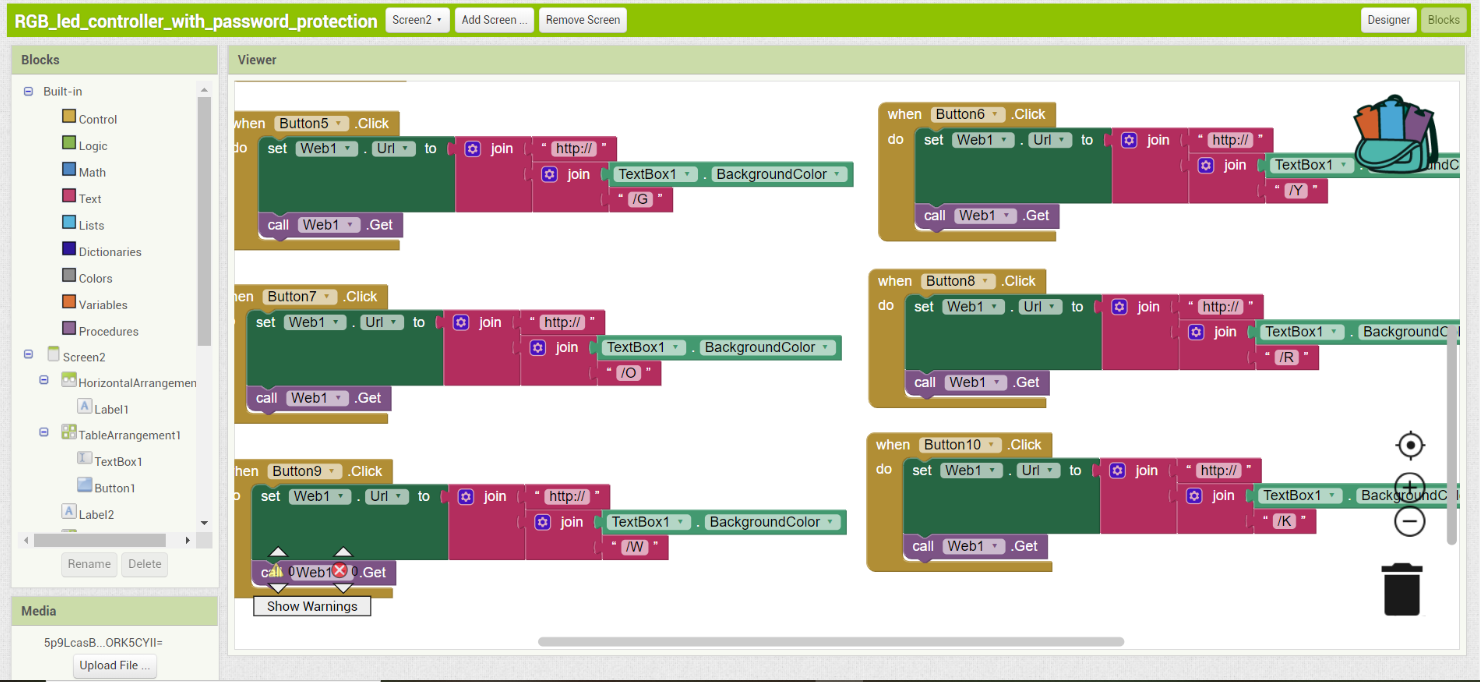 RGB_led_controller_with_password_protection Screen2 Add Screen ... Remove Screen Designer Blocks
Blocks
Built-in
Control
Logic
Math
Text
Lists
Dictionaries
Colors
Variables
Procedures
Screen2
HorizontalArrangemen
Label1
TableArrangement1
TextBox1
Button1
Label2
Rename Delete
Media
5p9LcasB...ORK5CYII=
Upload File ...
Viewer
when Button5 .Click
do set Web1 . Url to join " http:// "
join TextBox1 . BackgroundColor
" /G "
call Web1 .Get
when Button6 .Click
do set Web1 . Url to join " http:// "
join TextBox1
" /Y "
call Web1 .Get
hen Button7 .Click
set Web1 . Url to join " http:// "
join TextBox1 . BackgroundColor
" /O "
call Web1 .Get
when Button8 .Click
do set Web1 . Url to join " http:// "
join TextBox1 . BackgroundC
" /R "
call Web1 .Get
hen Button9 .Click
set Web1 . Url to join " http:// "
join TextBox1 . BackgroundColor
" /W "
Web1 .Get
0 0
Show Warnings
when Button10 .Click
do set Web1 . Url to join " http:// "
join TextBox1 . BackgroundC
" /K "
call Web1 .Get